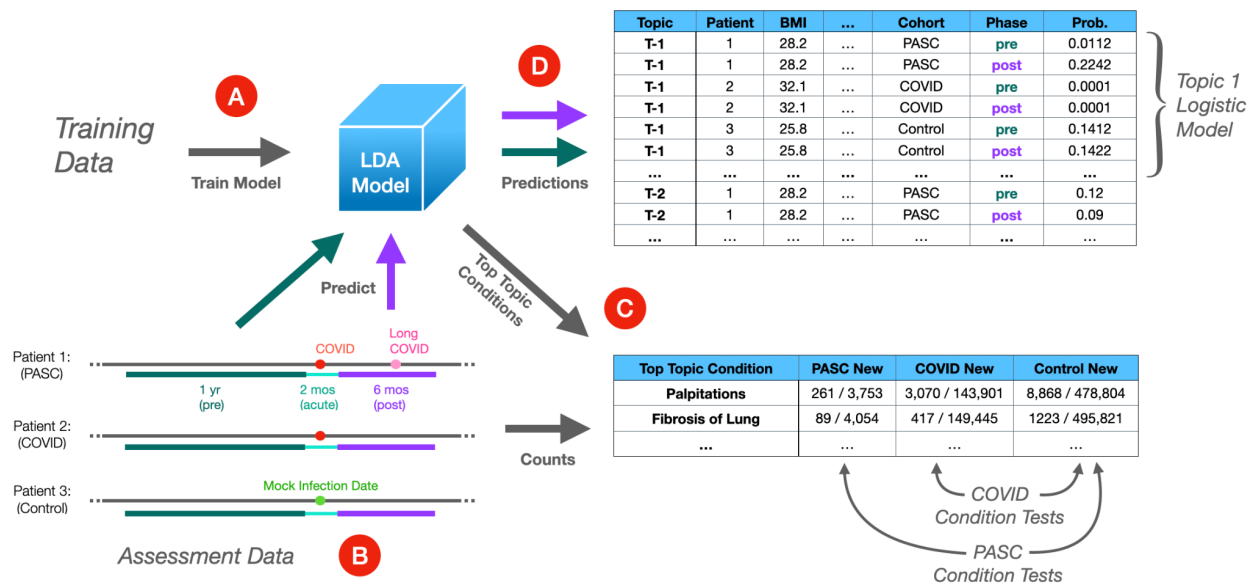 A
Training
Data
Train Model
LDA
Model
D
Predictions
Topic Patient BMI ... Cohort Phase Prob.
T-1 1 28.2 ... PASC pre 0.0112
T-1 1 28.2 ... PASC post 0.2242
T-1 2 32.1 ... COVID pre 0.0001
T-1 2 32.1 ... COVID post 0.0001
T-1 3 25.8 ... Control pre 0.1412
T-1 3 25.8 ... Control post 0.1422
... ... ... ... ... ... ...
T-2 1 28.2 ... PASC pre 0.12
T-2 1 28.2 ... PASC post 0.09
... ... ... ... ... ... ...
Topic 1
Logistic
Model
Predict
Top Topic
Conditions
C
Patient 1:
(PASC)
COVID
Long
COVID
1 yr
(pre)
2 mos
(acute)
6 mos
(post)
Patient 2:
(COVID)
Patient 3:
(Control)
Mock Infection Date
Assessment Data
B
Counts
Top Topic Condition PASC New COVID New Control New
Palpitations 261 / 3,753 3,070 / 143,901 8,868 / 478,804
Fibrosis of Lung 89 / 4,054 417 / 149,445 1223 / 495,821
... ... ... ...
COVID
Condition Tests
PASC
Condition Tests